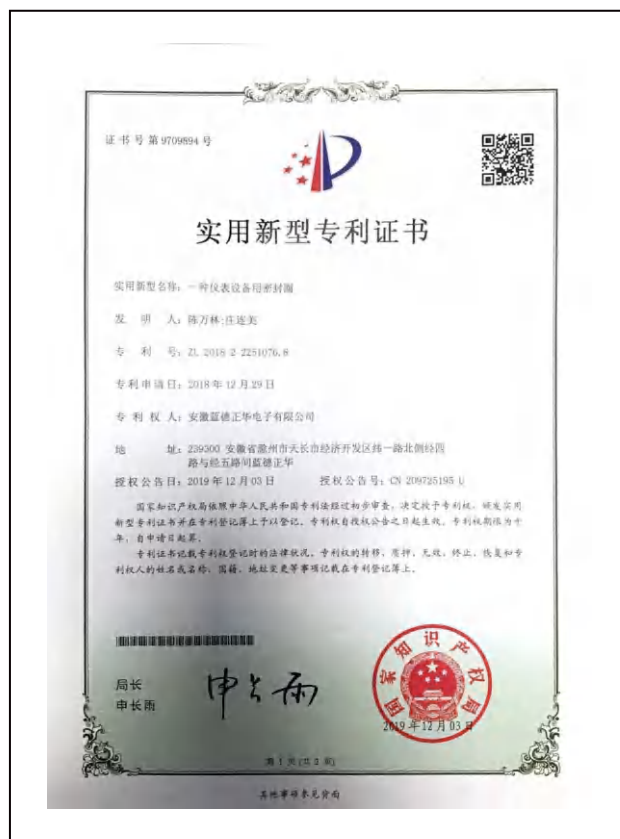 证书号第9709894号
实用新型专利证书
实用新型名称：一种仪表设备用密封圈
发明人：陈万林;庄连美
专利号：ZL 2018 2 2251076.8
专利申请日：2018年12月29日
专利权人：安徽蓝德正华电子有限公司
地址：239300 安徽省滁州市天长市经济开发区纬一路北侧经四
路与经五路间蓝德正华
授权公告日：2019年12月03日 授权公告号：CN 209725195 U
国家知识产权局依照中华人民共和国专利法经过初步审查，决定授予专利权，颁发实用
新型专利证书并在专利登记簿上予以登记。专利权自授权公告之日起生效。专利权期限为十
年，自申请日起算。
专利证书记载专利权登记时的法律状况。专利权的转移、质押、无效、终止、恢复和专
利权人的姓名或名称、国籍、地址变更等事项记载在专利登记簿上。
局长
申长雨
申长雨
国家知识产权局
2019年12月03日
第1页(共2页)
其他事项参见背面